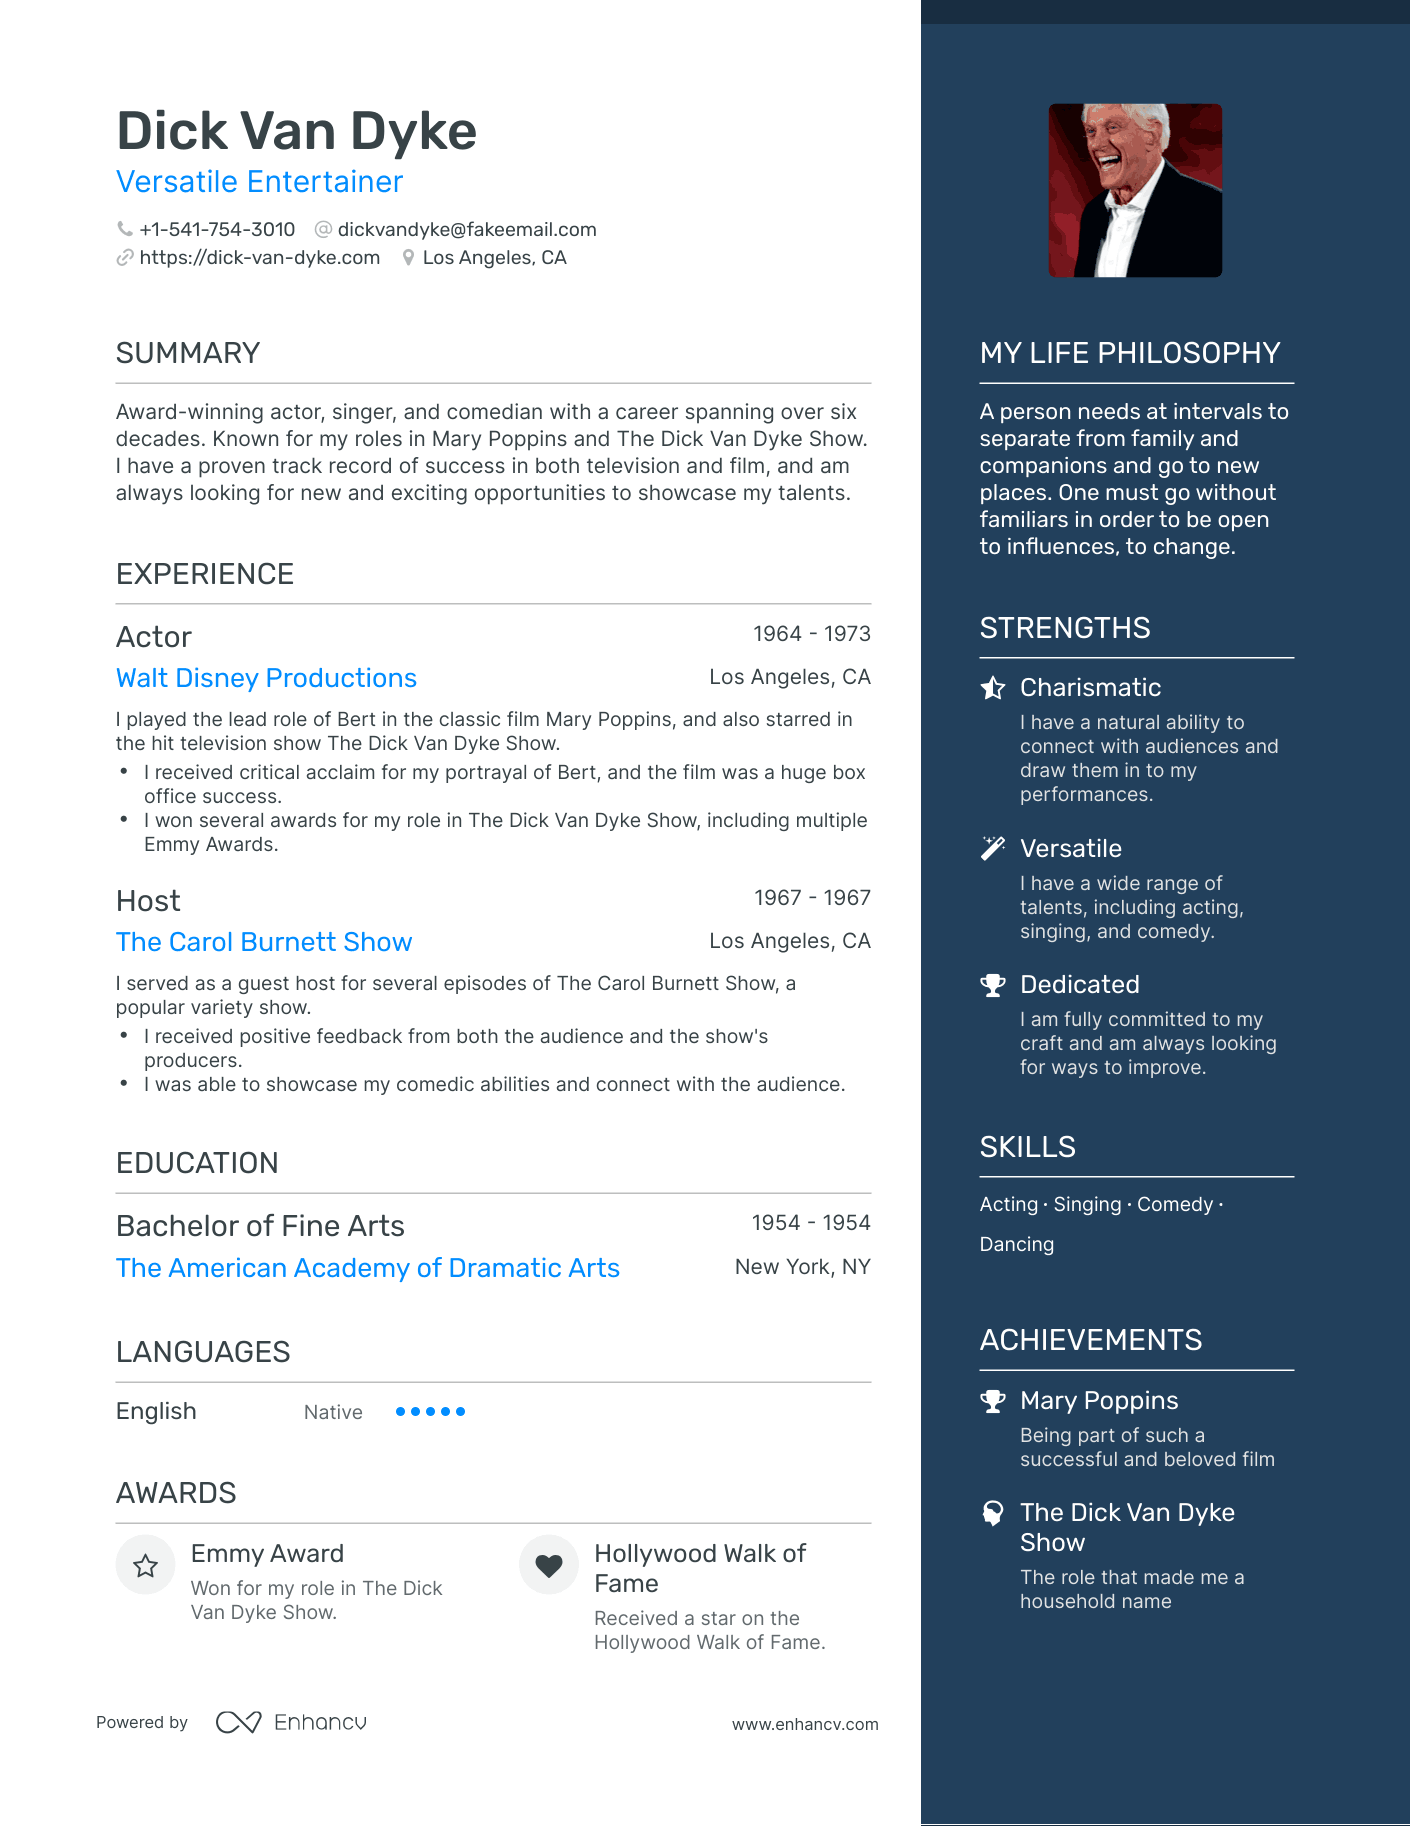 Dick Van Dyke
Versatile Entertainer
+1-541-754-3010 @ dickvandyke@fakeemail.com
https://dick-van-dyke.com Los Angeles, CA
SUMMARY
Award-winning actor, singer, and comedian with a career spanning over six
decades. Known for my roles in Mary Poppins and The Dick Van Dyke Show.
I have a proven track record of success in both television and film, and am
always looking for new and exciting opportunities to showcase my talents.
EXPERIENCE
Actor 1964 - 1973
Walt Disney Productions Los Angeles, CA
I played the lead role of Bert in the classic film Mary Poppins, and also starred in
the hit television show The Dick Van Dyke Show.
• I received critical acclaim for my portrayal of Bert, and the film was a huge box
office success.
• I won several awards for my role in The Dick Van Dyke Show, including multiple
Emmy Awards.
Host 1967 - 1967
The Carol Burnett Show Los Angeles, CA
I served as a guest host for several episodes of The Carol Burnett Show, a
popular variety show.
• I received positive feedback from both the audience and the show's
producers.
• I was able to showcase my comedic abilities and connect with the audience.
EDUCATION
Bachelor of Fine Arts 1954 - 1954
The American Academy of Dramatic Arts New York, NY
LANGUAGES
English Native
AWARDS
Emmy Award
Won for my role in The Dick
Van Dyke Show.
Hollywood Walk of
Fame
Received a star on the
Hollywood Walk of Fame.
MY LIFE PHILOSOPHY
A person needs at intervals to
separate from family and
companions and go to new
places. One must go without
familiars in order to be open
to influences, to change.
STRENGTHS
Charismatic
I have a natural ability to
connect with audiences and
draw them in to my
performances.
Versatile
I have a wide range of
talents, including acting,
singing, and comedy.
Dedicated
I am fully committed to my
craft and am always looking
for ways to improve.
SKILLS
Acting · Singing · Comedy ·
Dancing
ACHIEVEMENTS
Mary Poppins
Being part of such a
successful and beloved film
The Dick Van Dyke
Show
The role that made me a
household name
Powered by Enhancv www.enhancv.com